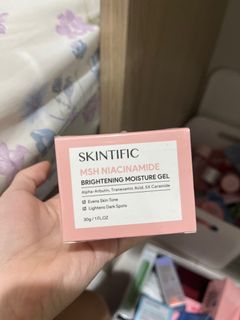 SKINTIFIC
MSH NIACINAMIDE
BRIGHTENING MOISTURE GEL
Alpha-Arbutin, Tranexamic Acid, 5X Ceramide
Evens Skin Tone
Lightens Dark Spots
30g / 1 FL.OZ